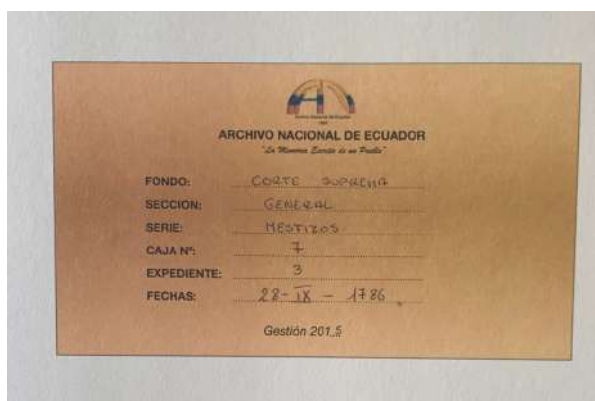 ARCHIVO NACIONAL DE ECUADOR
"La Memoria Escrita de un Pueblo"
FONDO: CORTE SUPREMA
SECCION: GENERAL
SERIE: MESTIZOS
CAJA Nº: 7
EXPEDIENTE: 3
FECHAS: 28-IX-1786.
Gestión 2015